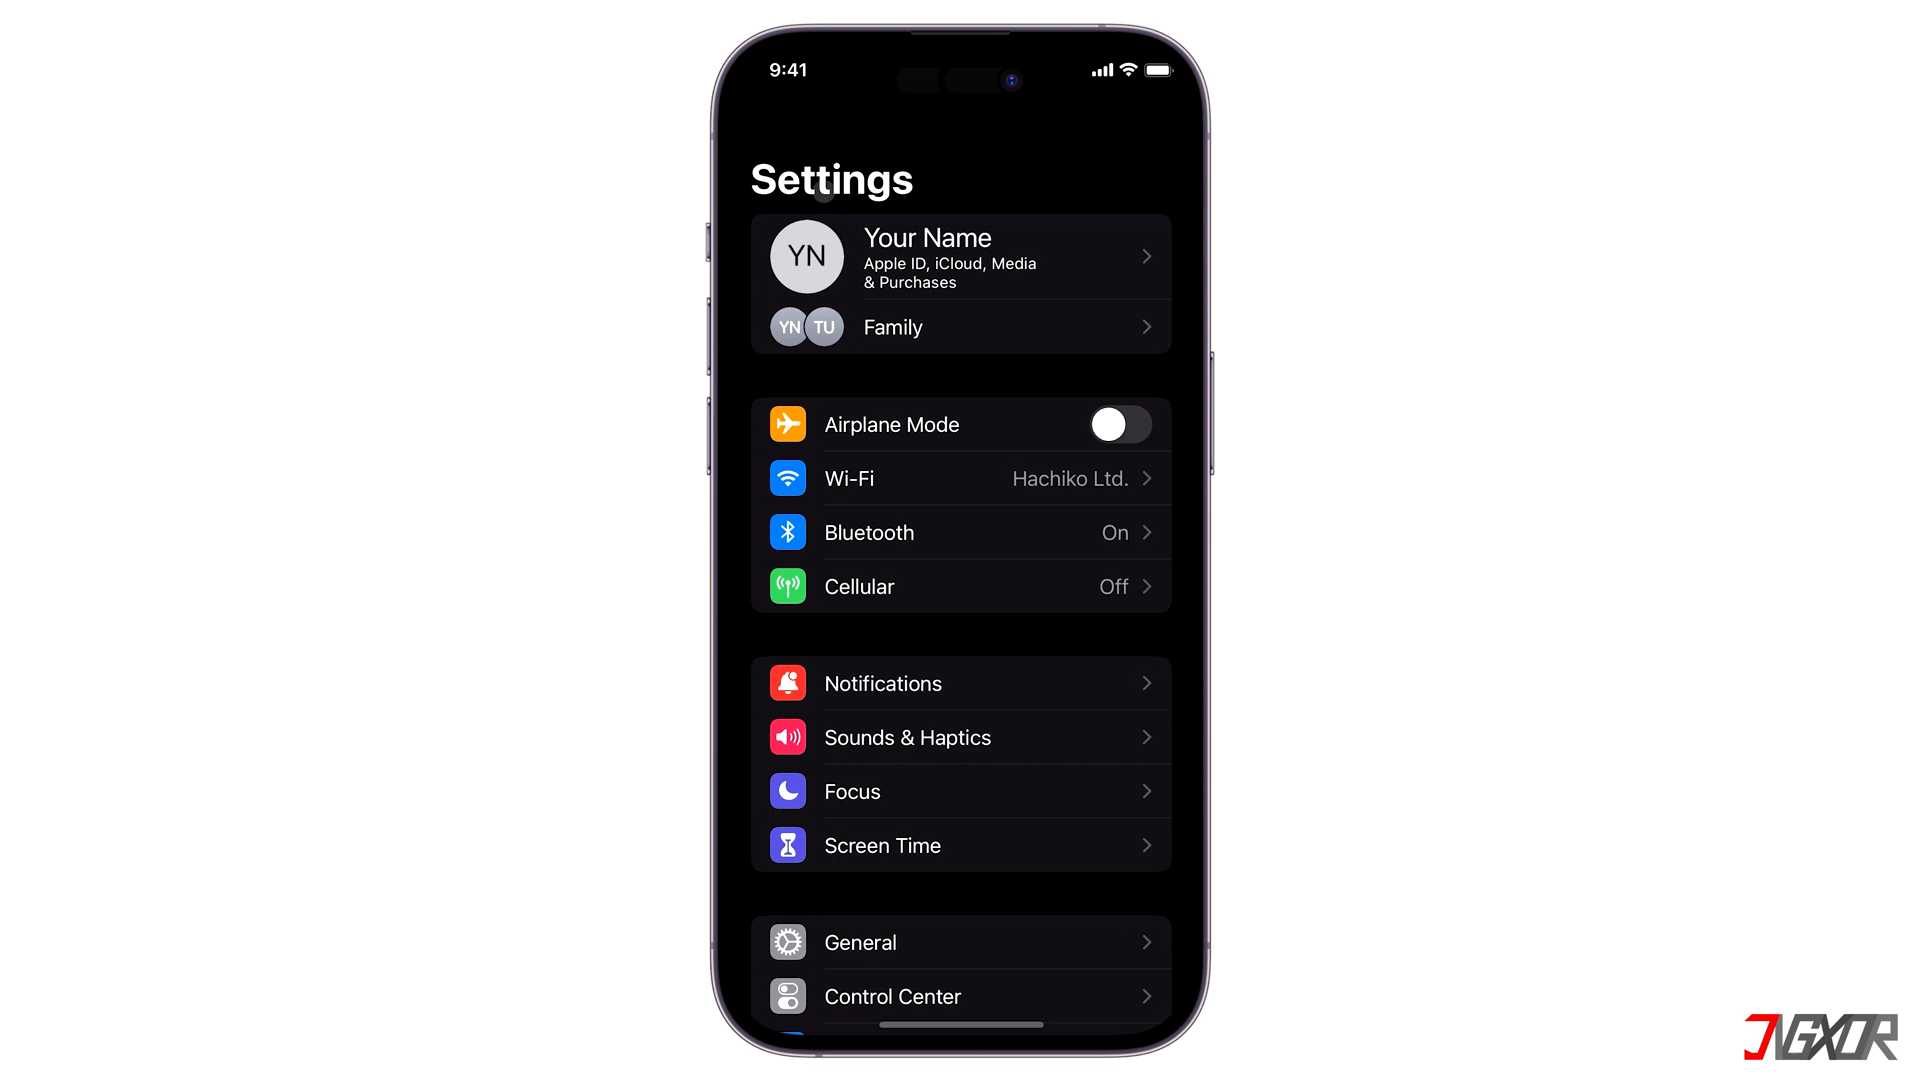 9:41
Settings
YN
Your Name
Apple ID, iCloud, Media
& Purchases
YN TU Family
Airplane Mode
Wi-Fi Hachiko Ltd.
Bluetooth On
Cellular Off
Notifications
Sounds & Haptics
Focus
Screen Time
General
Control Center
JVGXOR